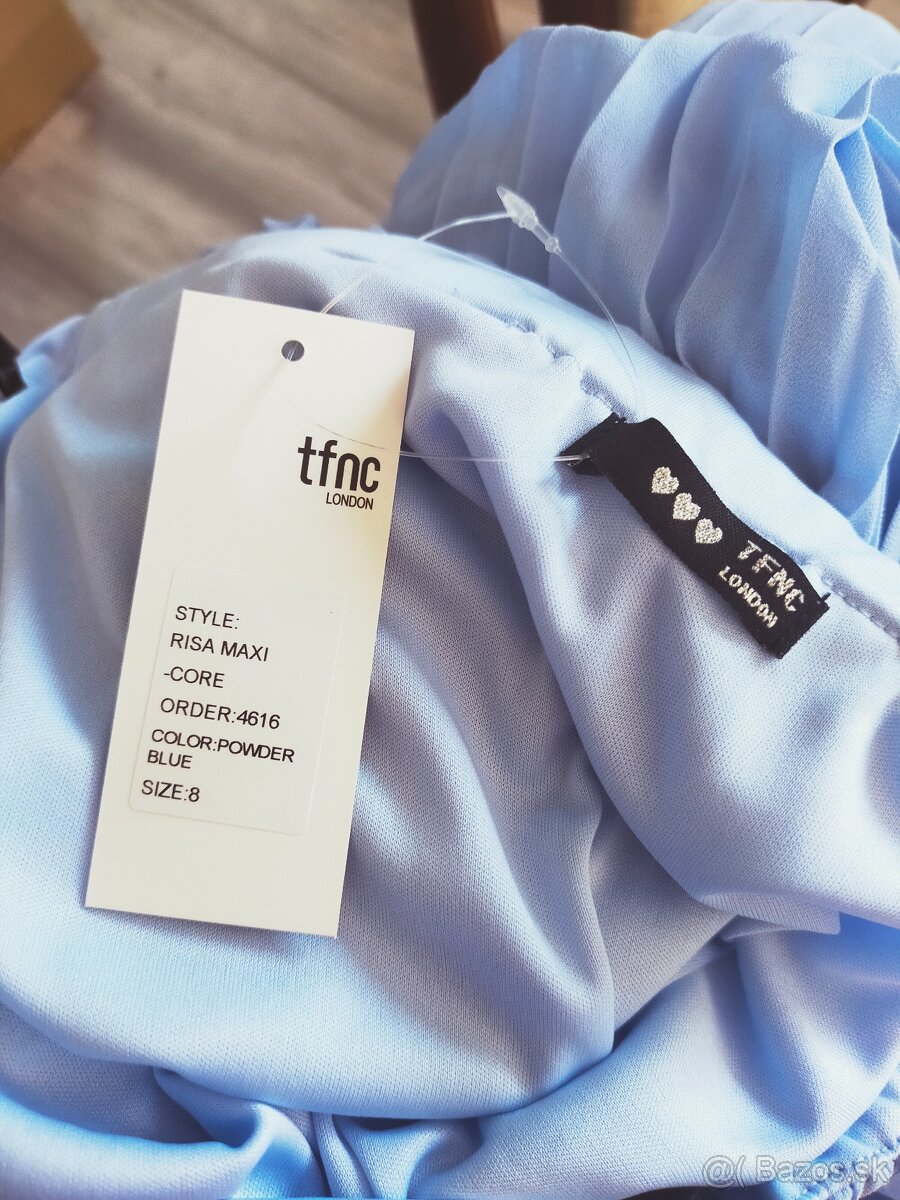 tfnc
LONDON
STYLE:
RISA MAXI
-CORE
ORDER:4616
COLOR:POWDER
BLUE
SIZE:8
TFNC
LONDON
@( Bazos.sk